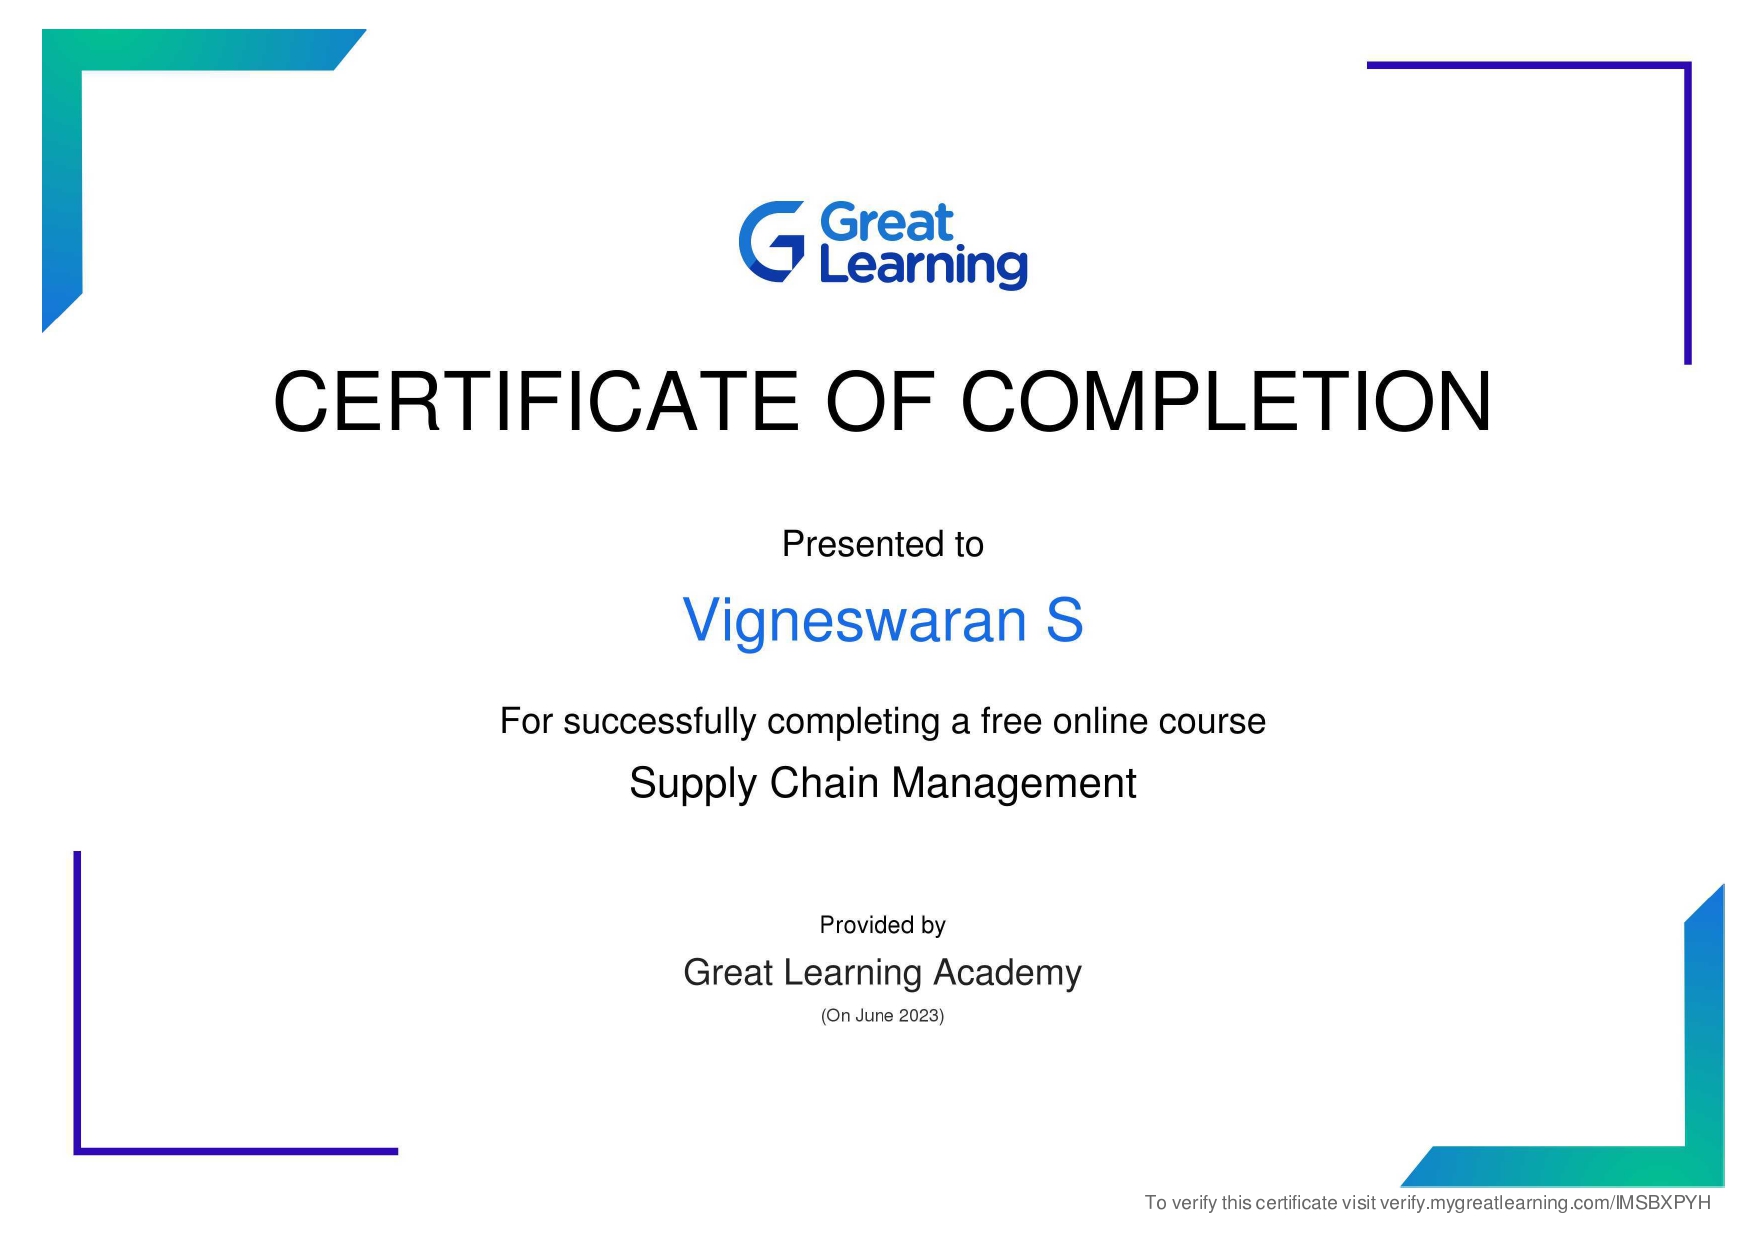 Great
Learning
CERTIFICATE OF COMPLETION
Presented to
Vigneswaran S
For successfully completing a free online course
Supply Chain Management
Provided by
Great Learning Academy
(On June 2023)
To verify this certificate visit verify.mygreatlearning.com/IMSBXPYH